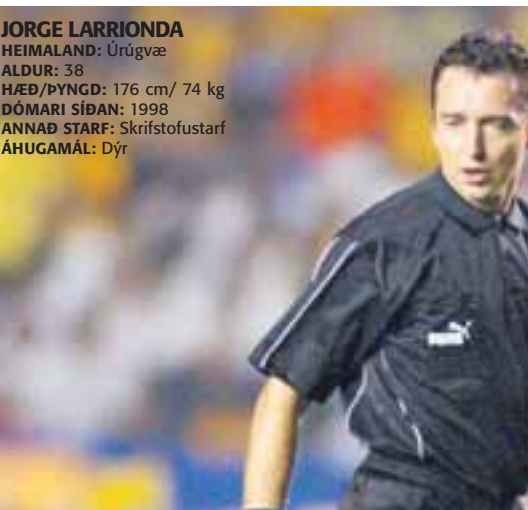 JORGE LARRIONDA
HEIMALAND: Úrúgvæ
ALDUR: 38
HÆÐ/ÞYNGD: 176 cm/ 74 kg
DÓMARI SÍÐAN: 1998
ANNAÐ STARF: Skrifstofustarf
ÁHUGAMÁL: Dýr